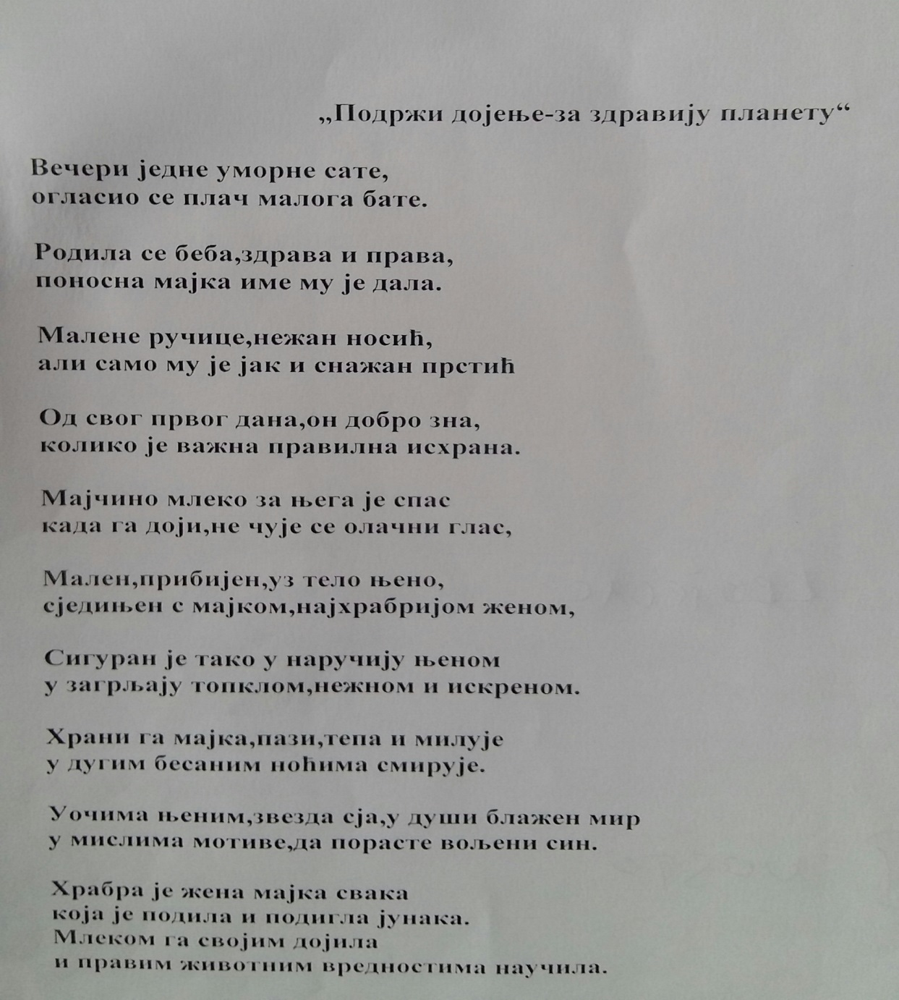 „Подржи дојење-за здравију планету“
Вечери једне уморне сате,
огласио се плач малога бате.
Родила се беба,здрава и права,
поносна мајка име му је дала.
Малене ручице,нежан носић,
али само му је јак и снажан прстић
Од свог првог дана,он добро зна,
колико је важна правилна исхрана.
Мајчино млеко за њега је спас
када га доји,не чује се олачни глас,
Мален,прибијен,уз тело њено,
сједињен с мајком,најхрабријом женом,
Сигуран је тако у наручију њеном
у загрљају топклом,нежном и искреном.
Храни га мајка,пази,тепа и милује
у дугим бесаним ноћима смирује.
Уочима њеним,звезда сја,у души блажен мир
у мислима мотиве,да порасте вољени син.
Храбра је жена мајка свака
која је подила и подигла јунака.
Млеком га својим дојила
и правим животним вредностима научила.